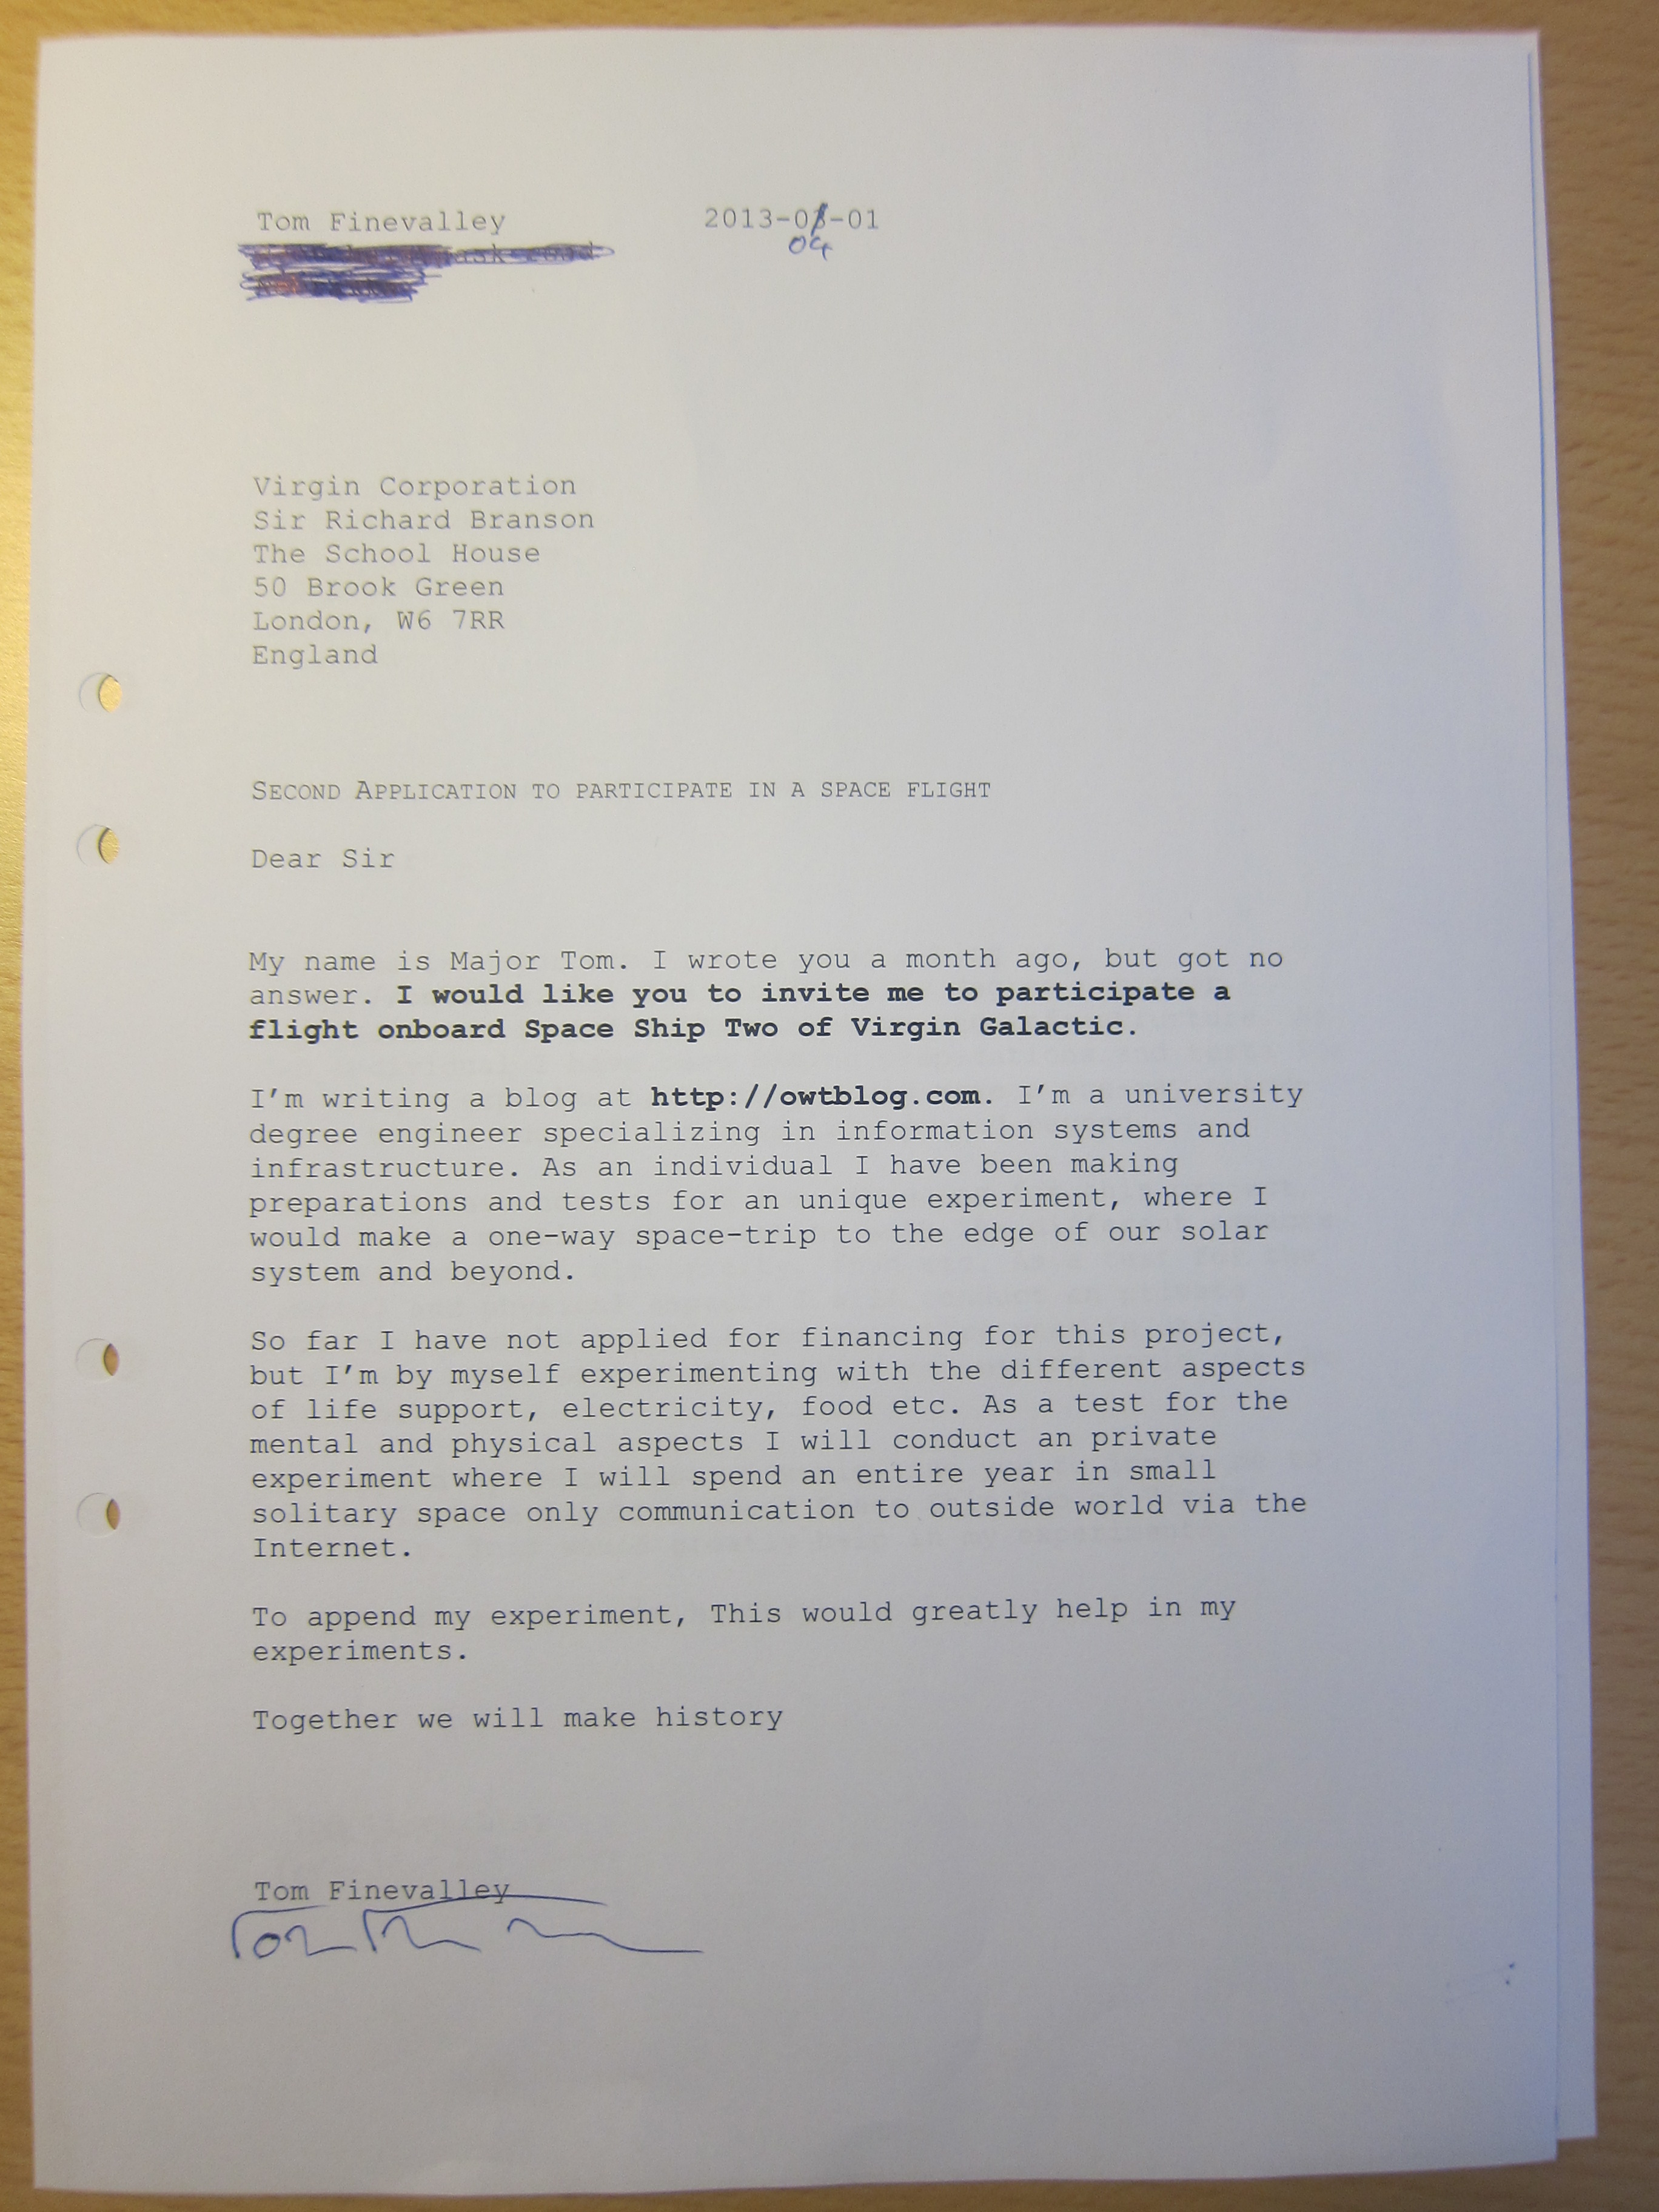 Tom Finevalley 2013-03-01
04
Virgin Corporation
Sir Richard Branson
The School House
50 Brook Green
London, W6 7RR
England
SECOND APPLICATION TO PARTICIPATE IN A SPACE FLIGHT
Dear Sir
My name is Major Tom. I wrote you a month ago, but got no
answer. I would like you to invite me to participate a
flight onboard Space Ship Two of Virgin Galactic.
I'm writing a blog at http://owtblog.com. I'm a university
degree engineer specializing in information systems and
infrastructure. As an individual I have been making
preparations and tests for an unique experiment, where I
would make a one-way space-trip to the edge of our solar
system and beyond.
So far I have not applied for financing for this project,
but I'm by myself experimenting with the different aspects
of life support, electricity, food etc. As a test for the
mental and physical aspects I will conduct an private
experiment where I will spend an entire year in small
solitary space only communication to outside world via the
Internet.
To append my experiment, This would greatly help in my
experiments.
Together we will make history
Tom Finevalley